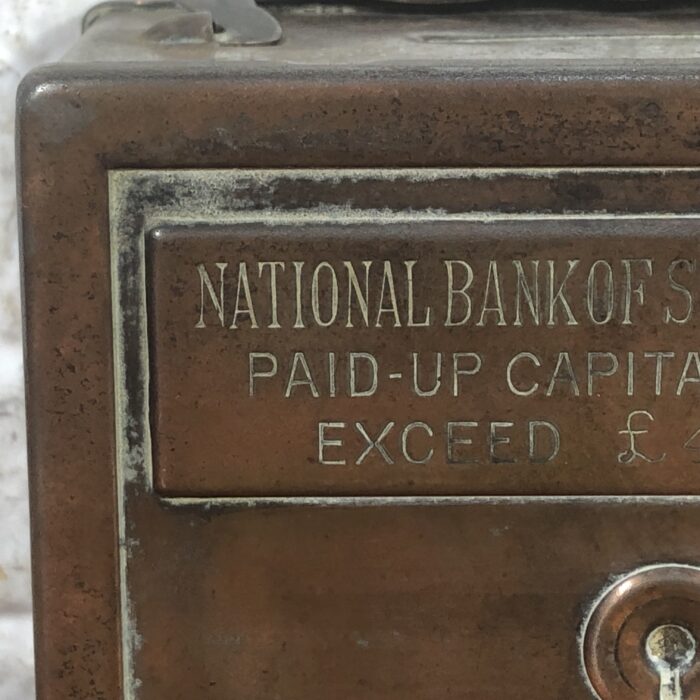 NATIONAL BANK OF S
PAID-UP CAPITA
EXCEED £